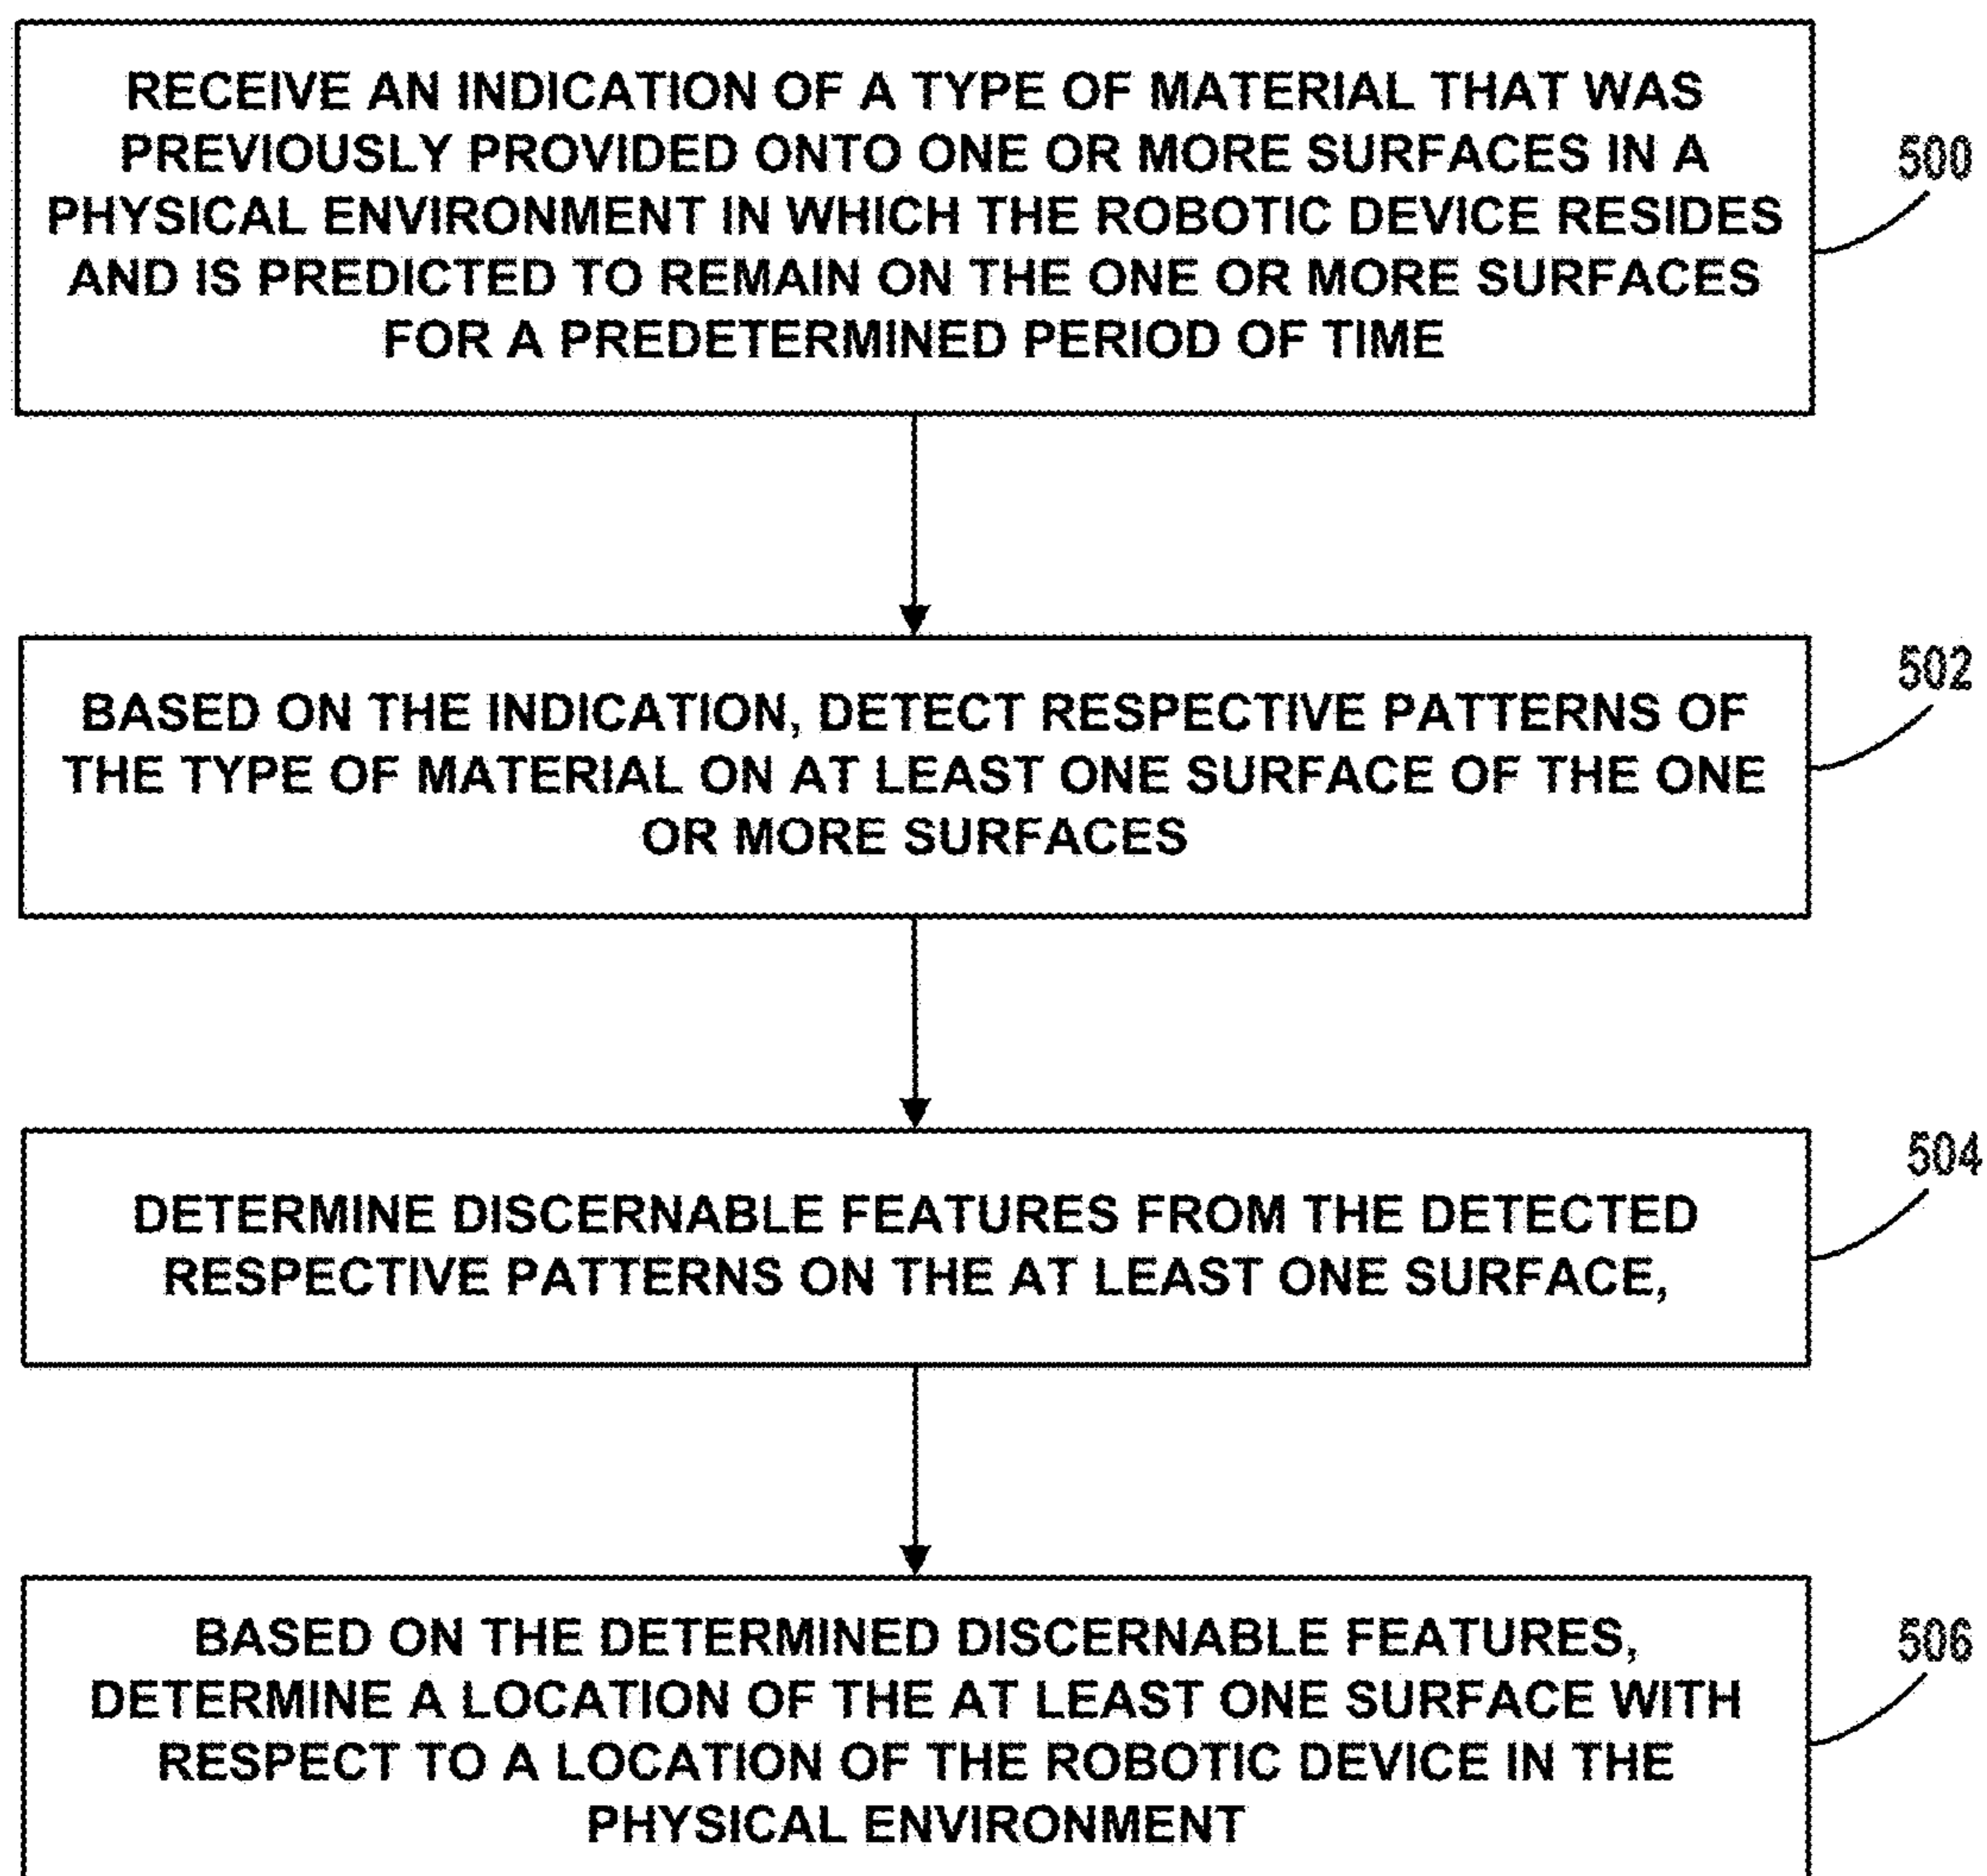 RECEIVE AN INDICATION OF A TYPE OF MATERIAL THAT WAS
PREVIOUSLY PROVIDED ONTO ONE OR MORE SURFACES IN A
PHYSICAL ENVIRONMENT IN WHICH THE ROBOTIC DEVICE RESIDES
AND IS PREDICTED TO REMAIN ON THE ONE OR MORE SURFACES
FOR A PREDETERMINED PERIOD OF TIME
500
BASED ON THE INDICATION, DETECT RESPECTIVE PATTERNS OF
THE TYPE OF MATERIAL ON AT LEAST ONE SURFACE OF THE ONE
OR MORE SURFACES
502
DETERMINE DISCERNABLE FEATURES FROM THE DETECTED
RESPECTIVE PATTERNS ON THE AT LEAST ONE SURFACE,
504
BASED ON THE DETERMINED DISCERNABLE FEATURES,
DETERMINE A LOCATION OF THE AT LEAST ONE SURFACE WITH
RESPECT TO A LOCATION OF THE ROBOTIC DEVICE IN THE
PHYSICAL ENVIRONMENT
506